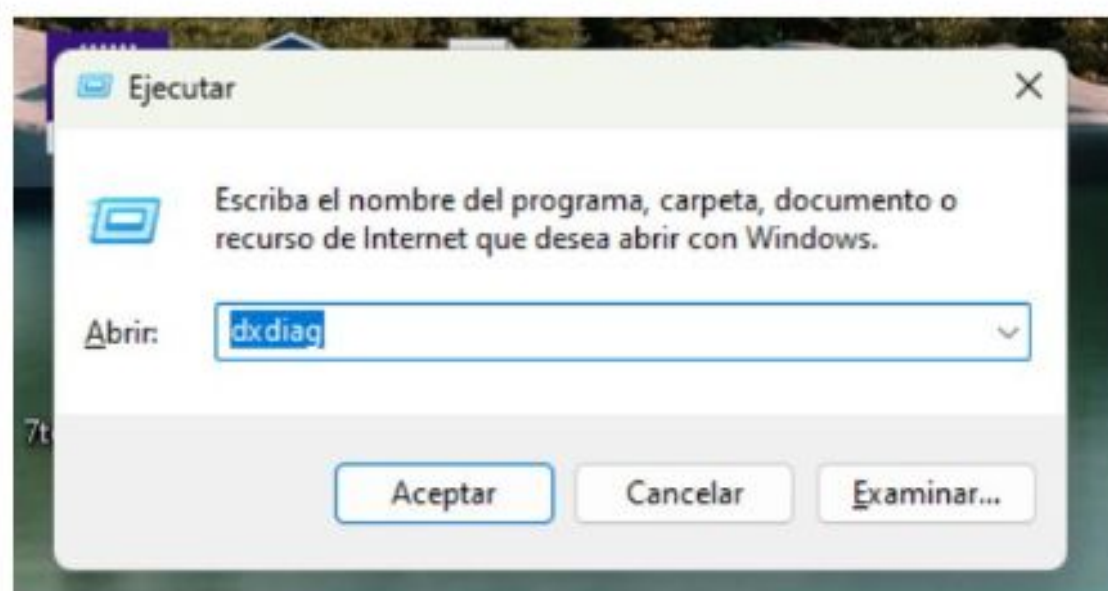 Ejecutar
Escriba el nombre del programa, carpeta, documento o
recurso de Internet que desea abrir con Windows.
Abrir:
dxdiag
Aceptar
Cancelar
Examinar...